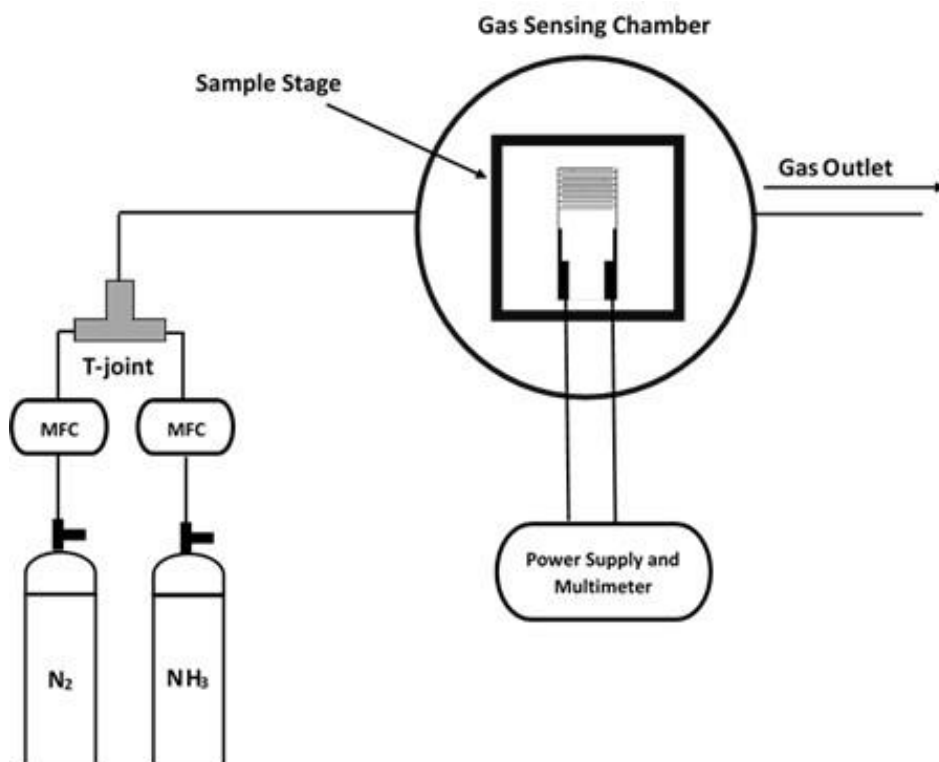 Gas Sensing Chamber
Sample Stage
Gas Outlet
T-joint
MFC
MFC
Power Supply and
Multimeter
N₂
NH₃